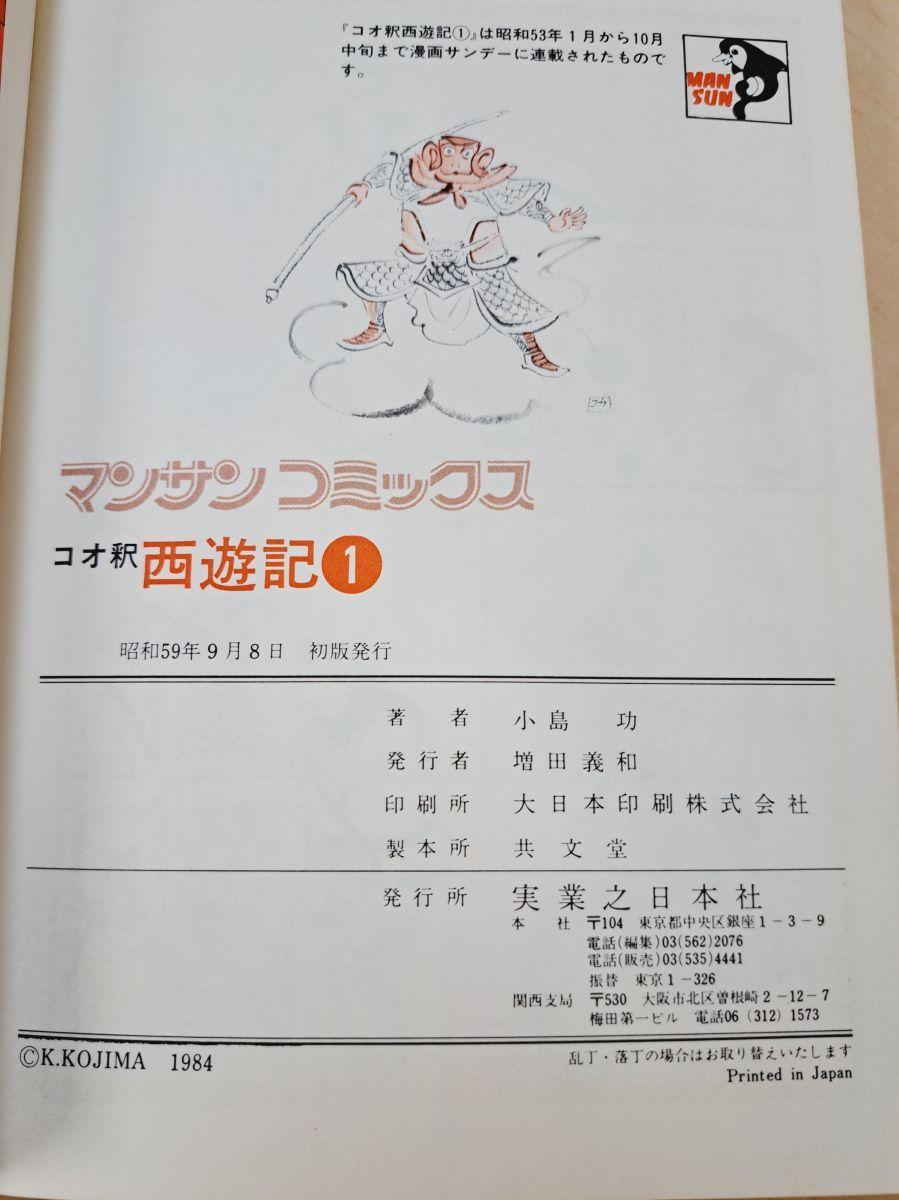 『コオ釈西遊記①』は昭和53年1月から10月
中旬まで漫画サンデーに連載されたもので
す。
MAN
SUN
マンサン コミックス
コオ釈 西遊記❶
昭和59年9月8日 初版発行
著者 小島 功
発行者 増田義和
印刷所 大日本印刷株式会社
製本所 共文堂
発行所 実業之日本社
本社 〒104 東京都中央区銀座1-3-9
電話(編集)03(562)2076
電話(販売)03(535)4441
振替 東京1-326
関西支局 〒530 大阪市北区曽根崎2-12-7
梅田第一ビル 電話06(312)1573
©K.KOJIMA 1984
乱丁・落丁の場合はお取り替えいたします
Printed in Japan